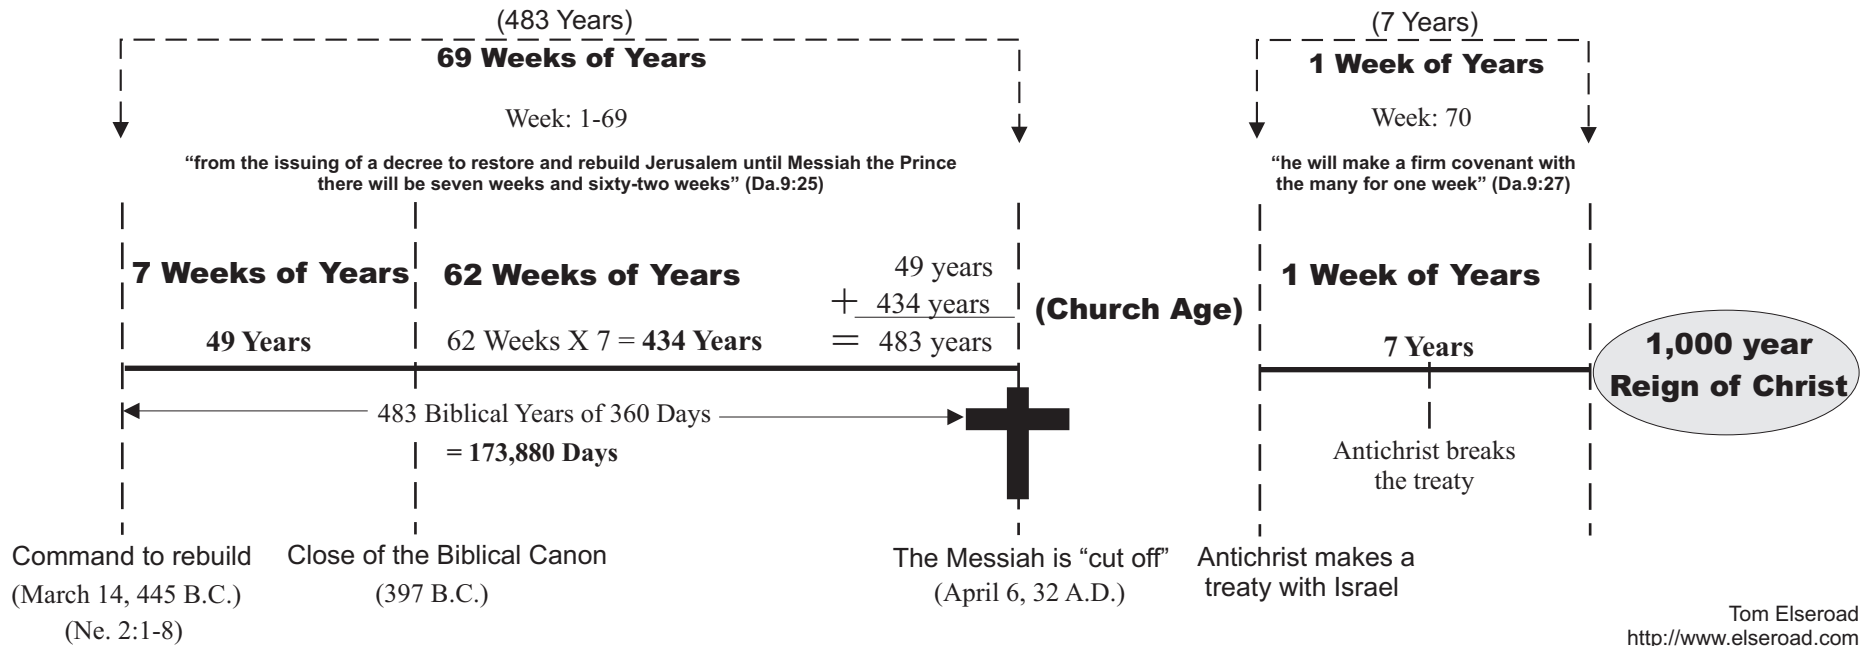 (483 Years)
69 Weeks of Years
Week: 1-69
“from the issuing of a decree to restore and rebuild Jerusalem until Messiah the Prince
there will be seven weeks and sixty-two weeks” (Da.9:25)
(7 Years)
1 Week of Years
Week: 70
“he will make a firm covenant with
the many for one week” (Da.9:27)
7 Weeks of Years
49 Years
62 Weeks of Years
62 Weeks X 7 = 434 Years
49 years
+ 434 years
= 483 years
(Church Age)
1 Week of Years
7 Years
1,000 year
Reign of Christ
483 Biblical Years of 360 Days
= 173,880 Days
Antichrist breaks
the treaty
Command to rebuild
(March 14, 445 B.C.)
(Ne. 2:1-8)
Close of the Biblical Canon
(397 B.C.)
The Messiah is “cut off”
(April 6, 32 A.D.)
Antichrist makes a
treaty with Israel
Tom Elseroad
http://www.elseroad.com